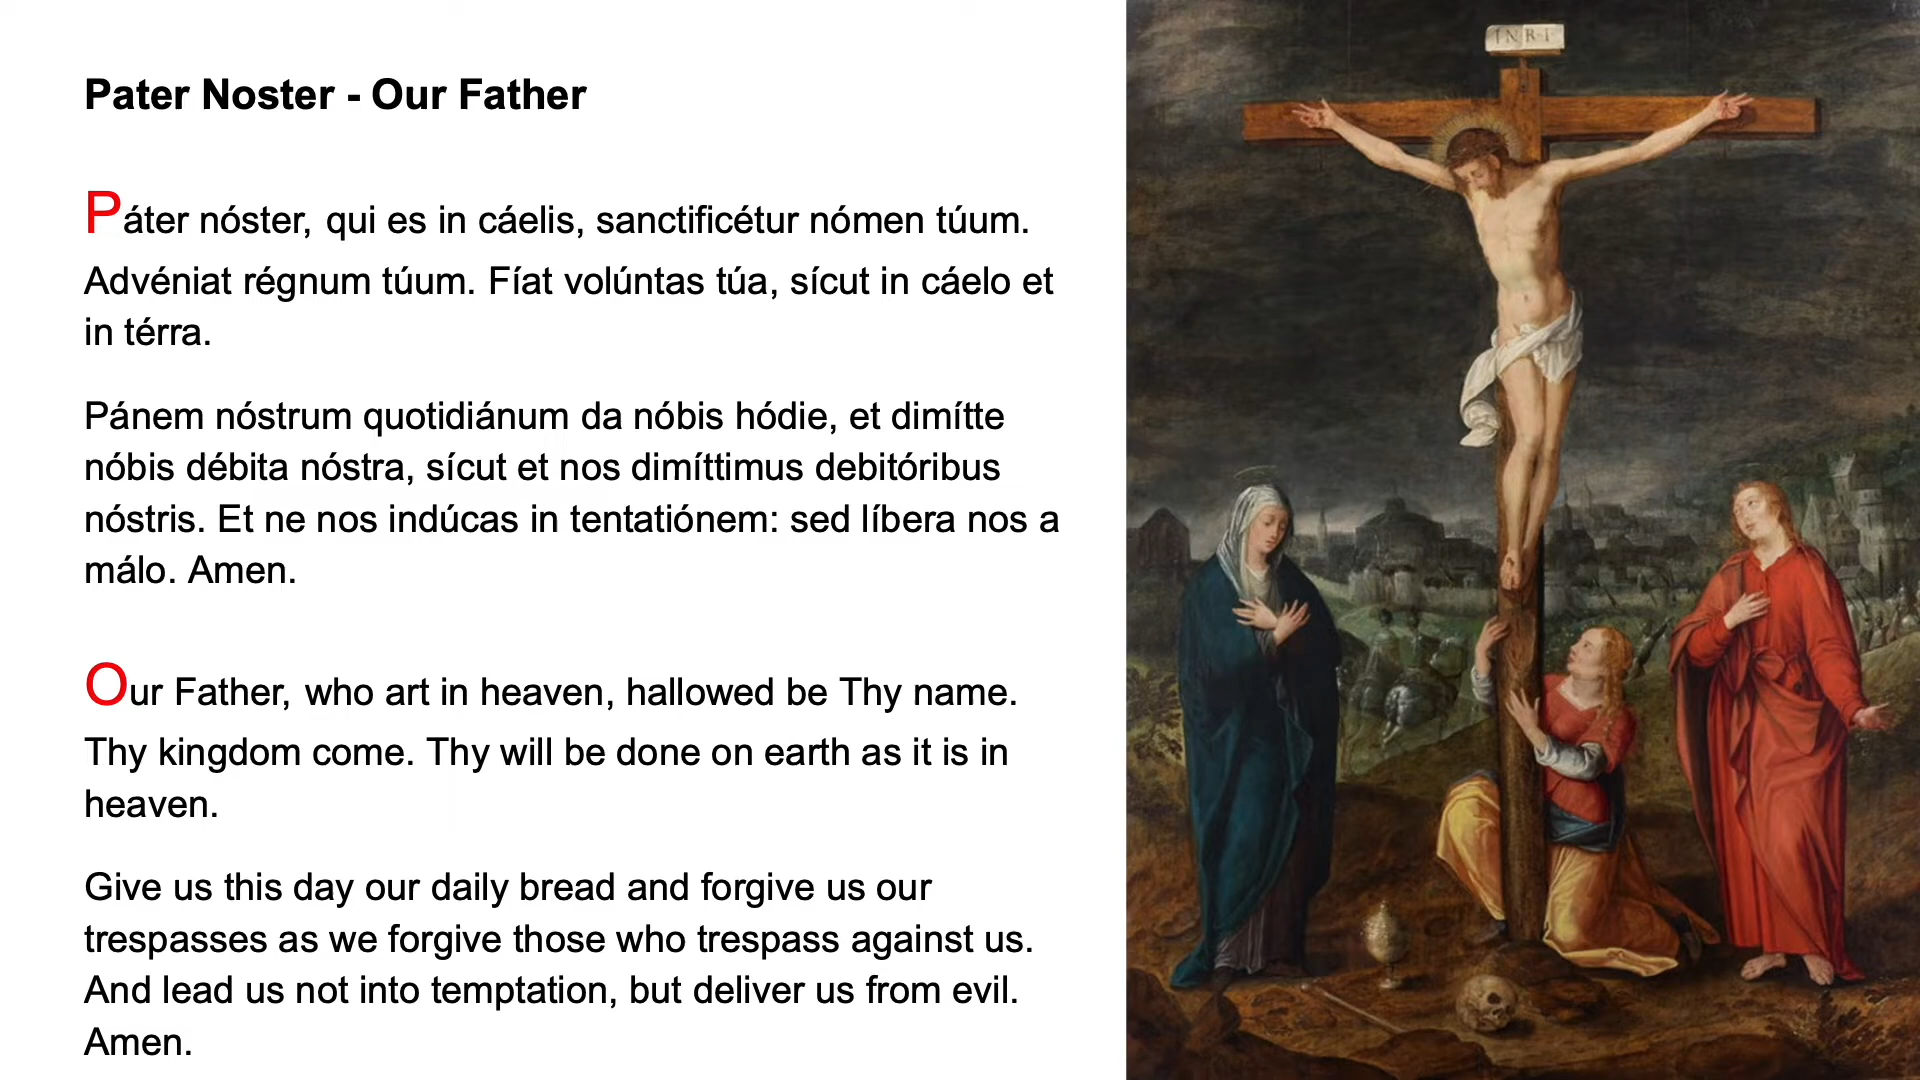 Pater Noster - Our Father
Páter nóster, qui es in cáelis, sanctificétur nómen túum.
Advéniat régnum túum. Fíat volúntas túa, sícut in cáelo et
in térra.
Pánem nóstrum quotidiánum da nóbis hódie, et dimítte
nóbis débita nóstra, sícut et nos dimíttimus debitóribus
nóstris. Et ne nos indúcas in tentatiónem: sed líbera nos a
málo. Amen.
Our Father, who art in heaven, hallowed be Thy name.
Thy kingdom come. Thy will be done on earth as it is in
heaven.
Give us this day our daily bread and forgive us our
trespasses as we forgive those who trespass against us.
And lead us not into temptation, but deliver us from evil.
Amen.
INRI